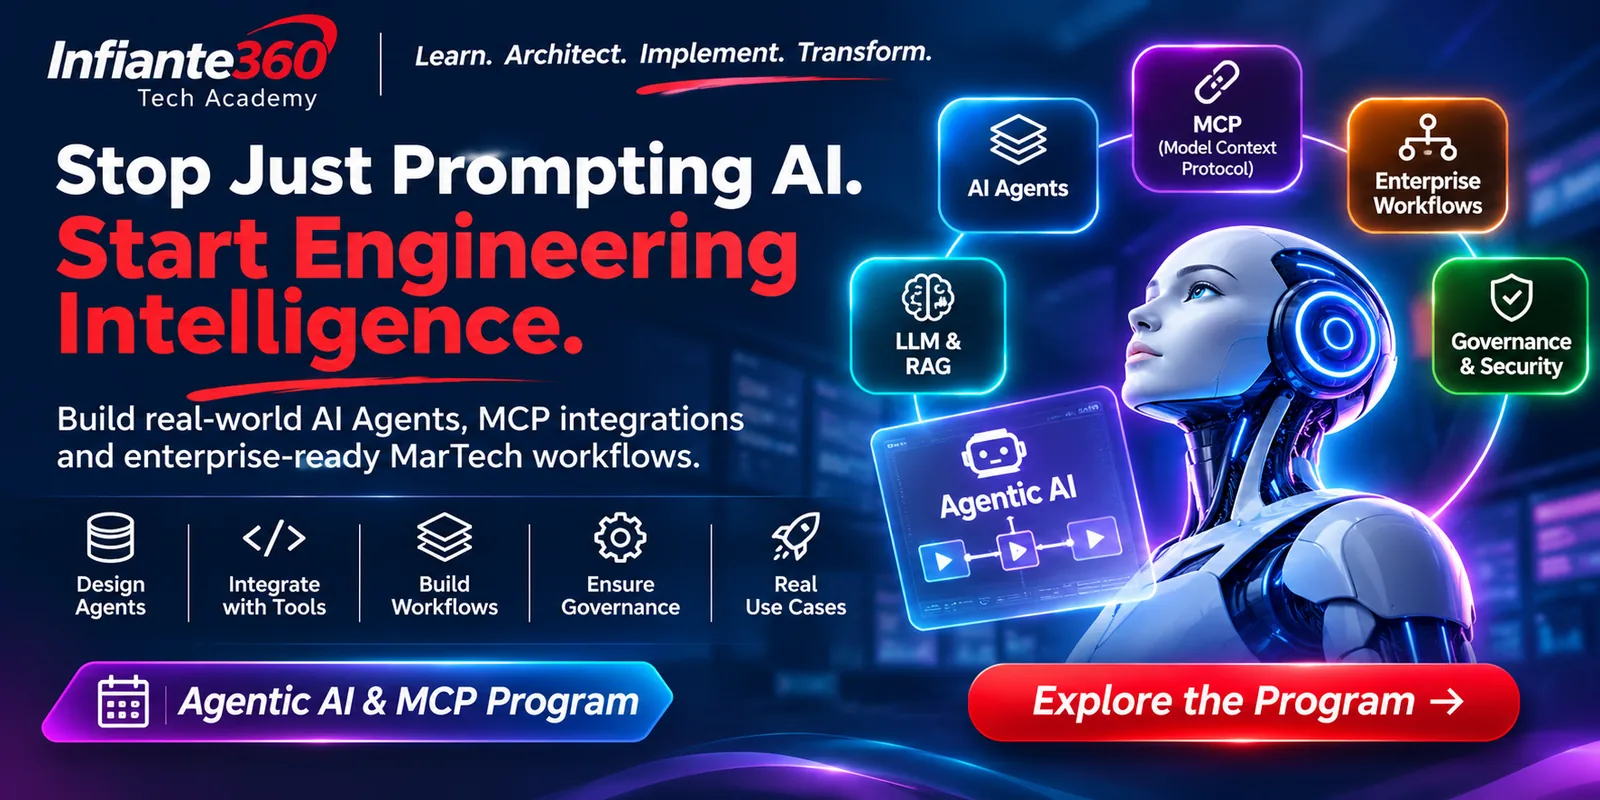 Infiante360
Tech Academy
Learn. Architect. Implement. Transform.
Stop Just Prompting AI.
Start Engineering
Intelligence.
Build real-world AI Agents, MCP integrations
and enterprise-ready MarTech workflows.
Design
Agents
Integrate
with Tools
Build
Workflows
Ensure
Governance
Real
Use Cases
Agentic AI & MCP Program
LLM &
RAG
AI Agents
MCP
(Model Context
Protocol)
Enterprise
Workflows
Governance
& Security
Agentic AI
Explore the Program →